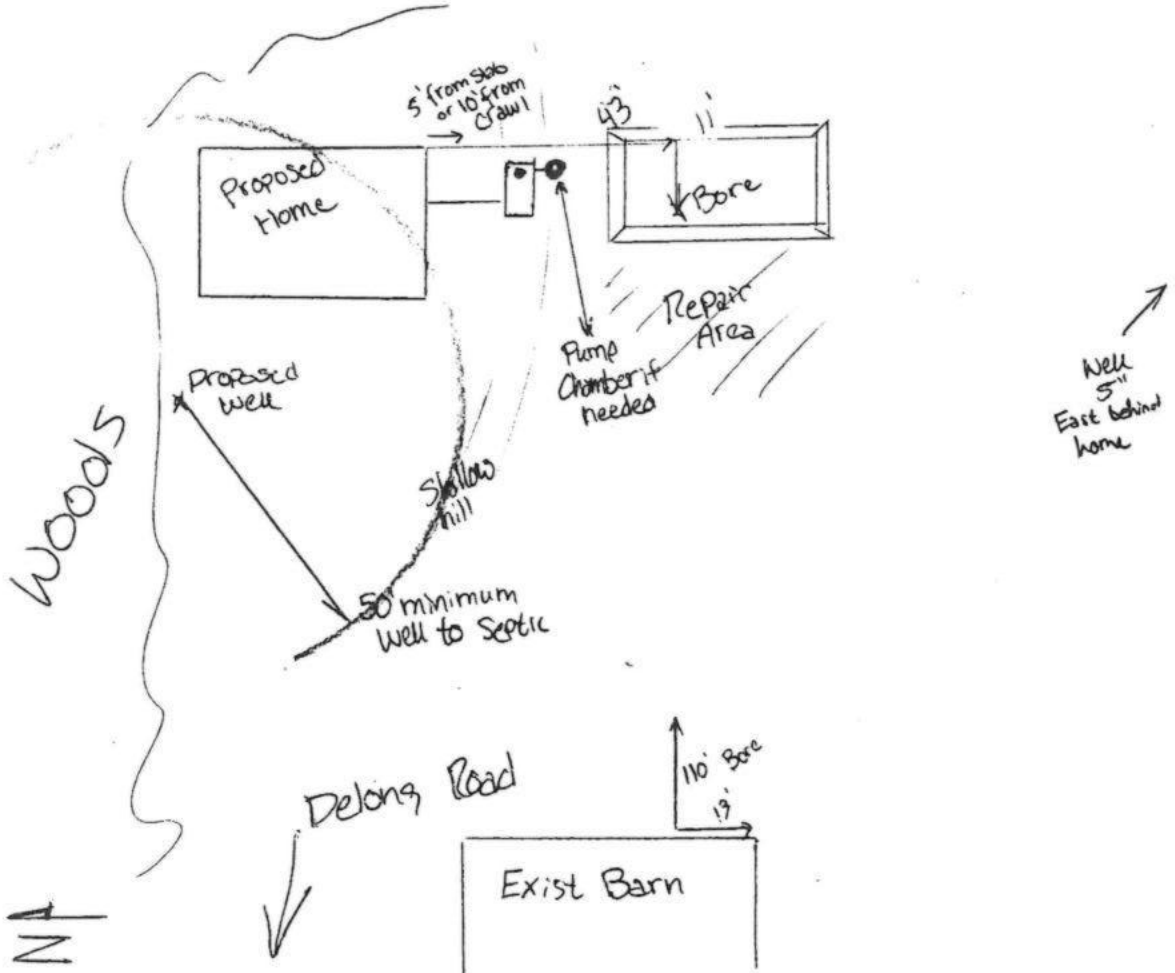 5' from Slab
or 10' from
Crawl
43'
11'
Proposed
Home
Bore
Repair
Area
Pump
Chamber if
needed
Well
5"
East behind
home
Proposed
Well
Woods
Shallow
hill
50' minimum
Well to Septic
Delong Road
110' Bore
13'
Exist Barn
N